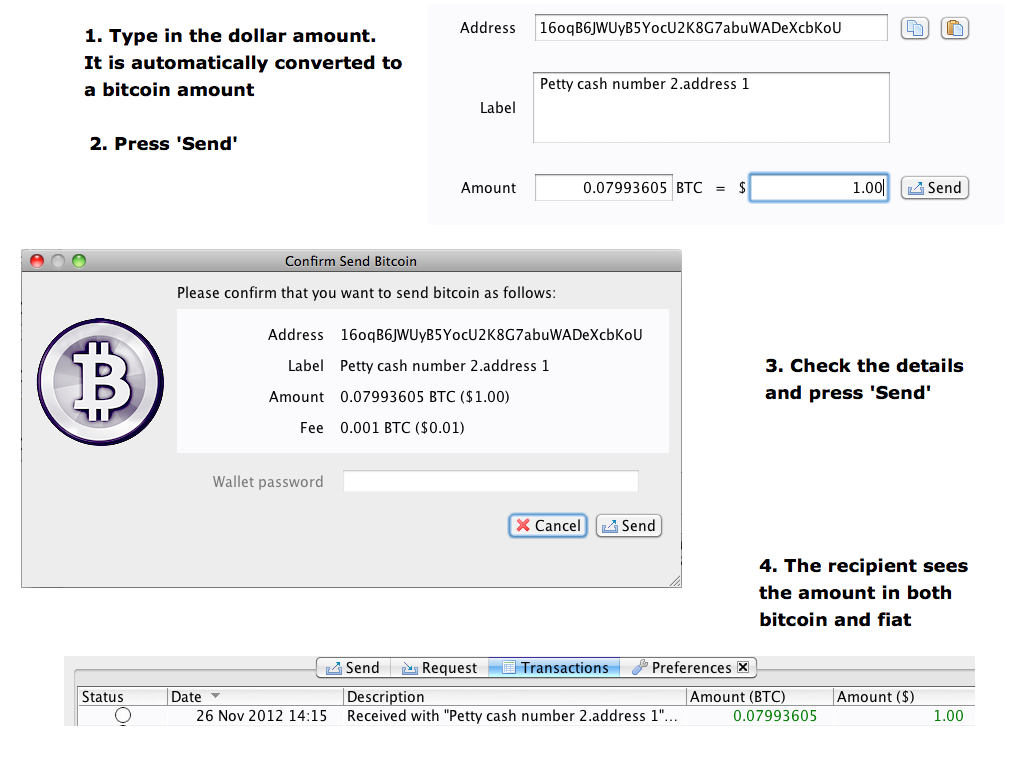 1. Type in the dollar amount.
It is automatically converted to
a bitcoin amount
2. Press 'Send'
Address 16oqB6JWUyB5YocU2K8G7abuWADeXcbKoU
Label Petty cash number 2.address 1
Amount 0.07993605 BTC = $ 1.00 Send
Confirm Send Bitcoin
Please confirm that you want to send bitcoin as follows:
Address 16oqB6JWUyB5YocU2K8G7abuWADeXcbKoU
Label Petty cash number 2.address 1
Amount 0.07993605 BTC ($1.00)
Fee 0.001 BTC ($0.01)
Wallet password
Cancel Send
3. Check the details
and press 'Send'
4. The recipient sees
the amount in both
bitcoin and fiat
Send Request Transactions Preferences
Status Date Description Amount (BTC) Amount ($)
26 Nov 2012 14:15 Received with "Petty cash number 2.address 1"... 0.07993605 1.00